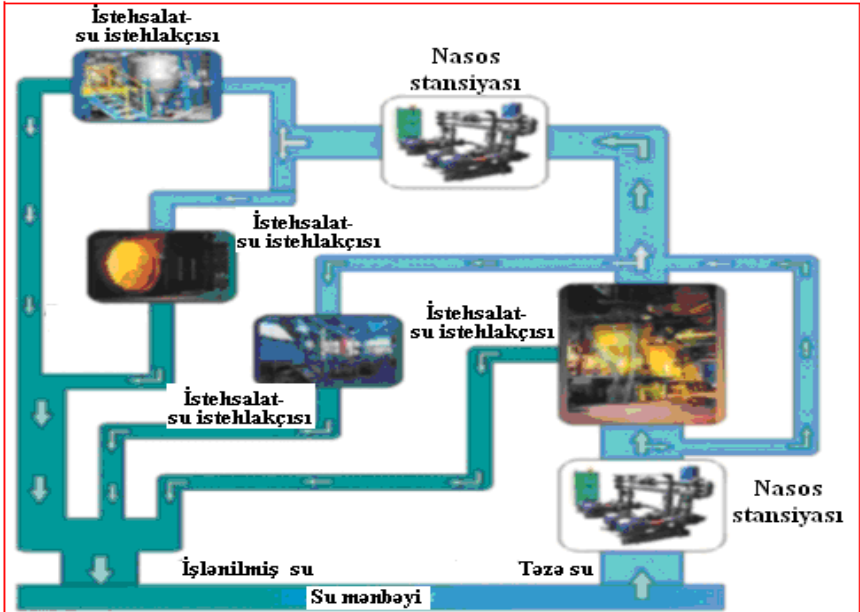 İstehsalat-
su istehlakçısı
Nasos
stansiyası
İstehsalat-
su istehlakçısı
İstehsalat-
su istehlakçısı
İstehsalat-
su istehlakçısı
Nasos
stansiyası
İşlənilmiş su
Təzə su
Su mənbəyi